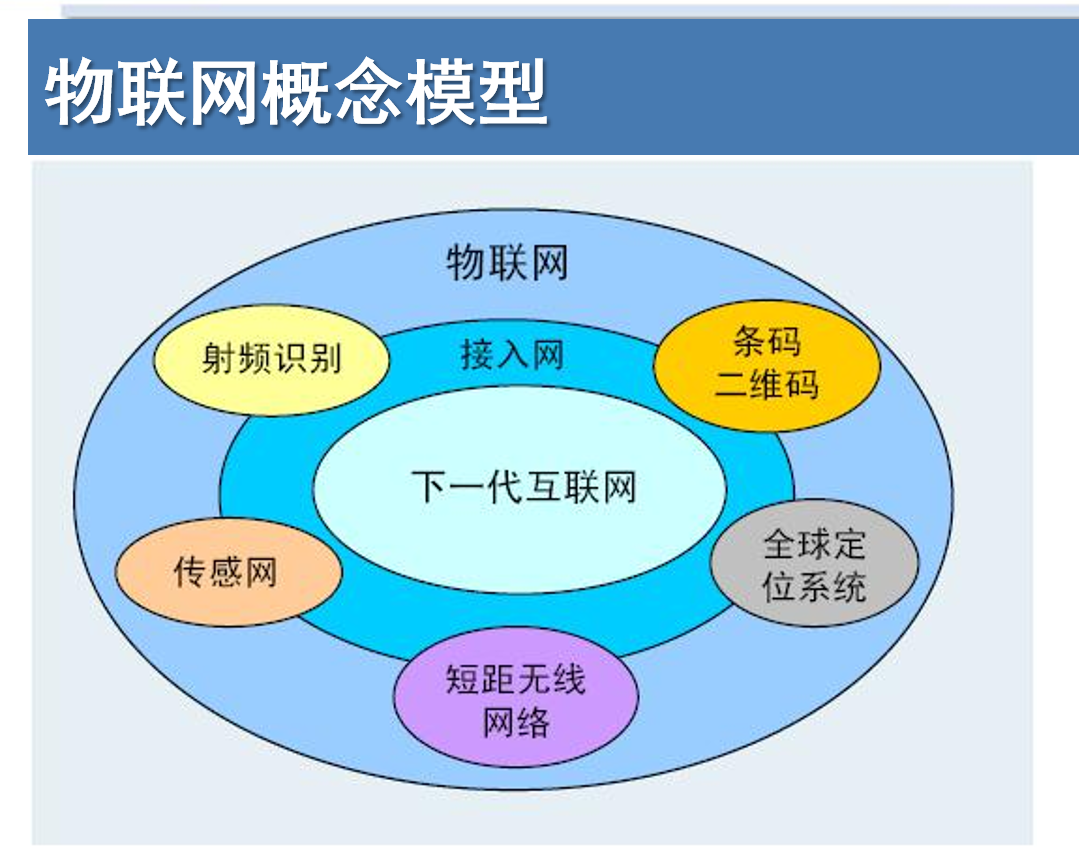 物联网概念模型
物联网
射频识别
接入网
条码
二维码
下一代互联网
传感网
全球定
位系统
短距无线
网络